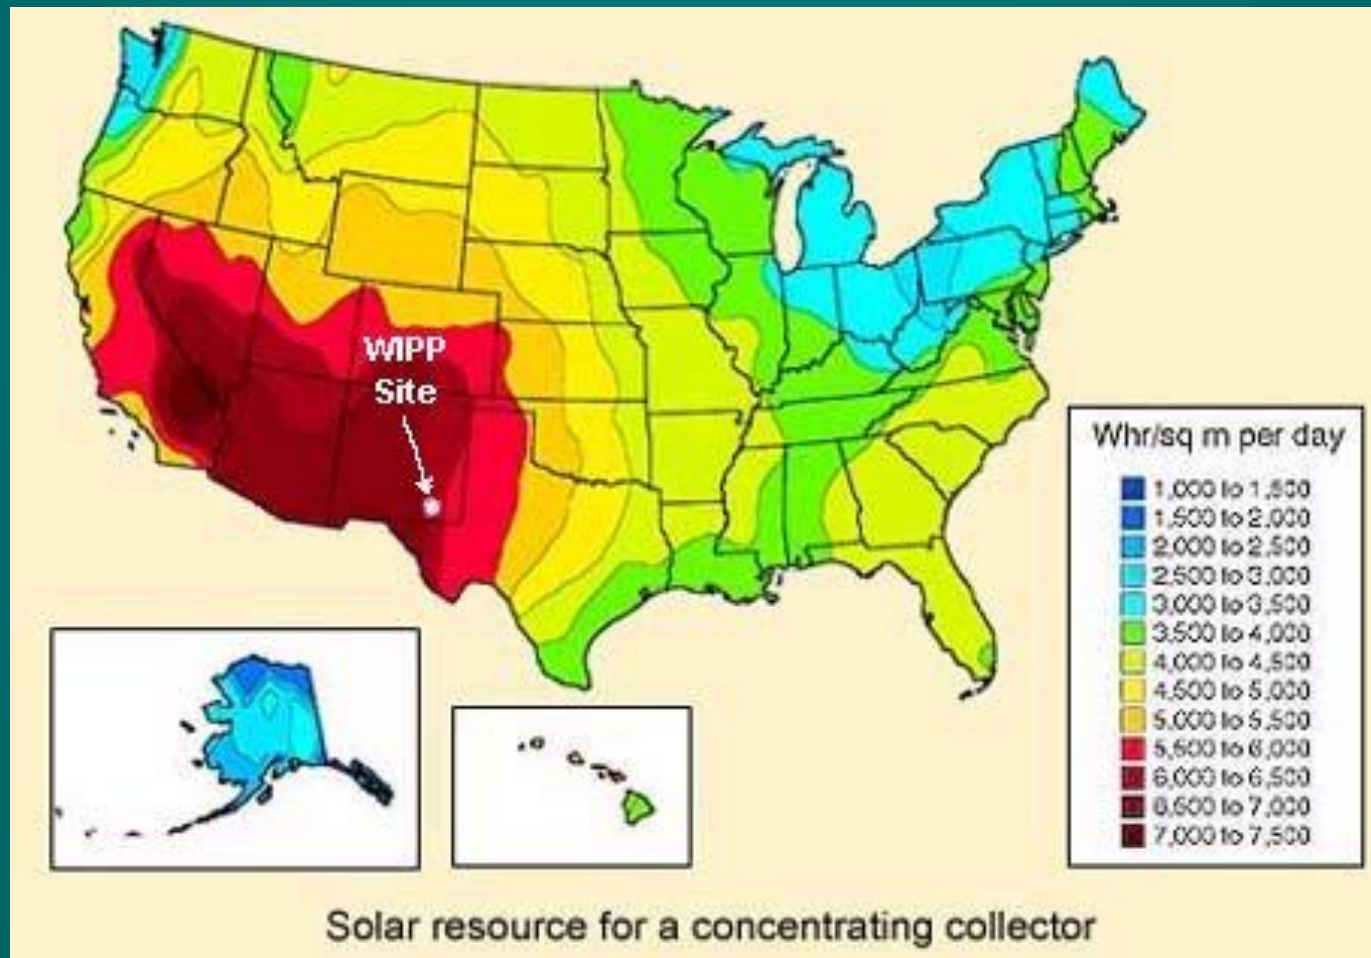 WIPP
Site
Whr/sq m per day
1,000 to 1,500
1,500 to 2,000
2,000 to 2,500
2,500 to 3,000
3,000 to 3,500
3,500 to 4,000
4,000 to 4,500
4,500 to 5,000
5,000 to 5,500
5,500 to 6,000
6,000 to 6,500
6,500 to 7,000
7,000 to 7,500
Solar resource for a concentrating collector